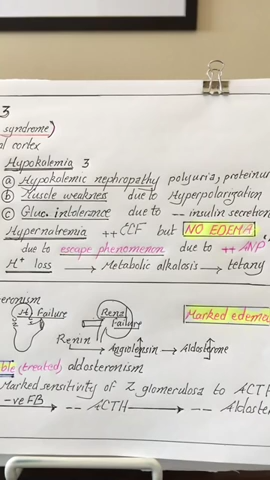 3
syndrome)
al cortex
Hypokalemia 3
(a) Hypokalemic nephropathy polyuria, proteinur
(b) Muscle weakness due to Hyperpolarization
(c) Gluc. intolerance due to -- insulin secretion
Hypernatremia ++ ECF but NO EDEMA
due to escape phenomenon due to ++ ANP
H+ loss → Metabolic alkalosis → tetany
eronism
Failure Renal Failure Marked edema
Renin
Angiotensin → Aldosterone
ble (treated) aldosteronism
Marked sensitivity of Z glomerulosa to ACTH
-ve FB → -- ACTH → -- Aldoster